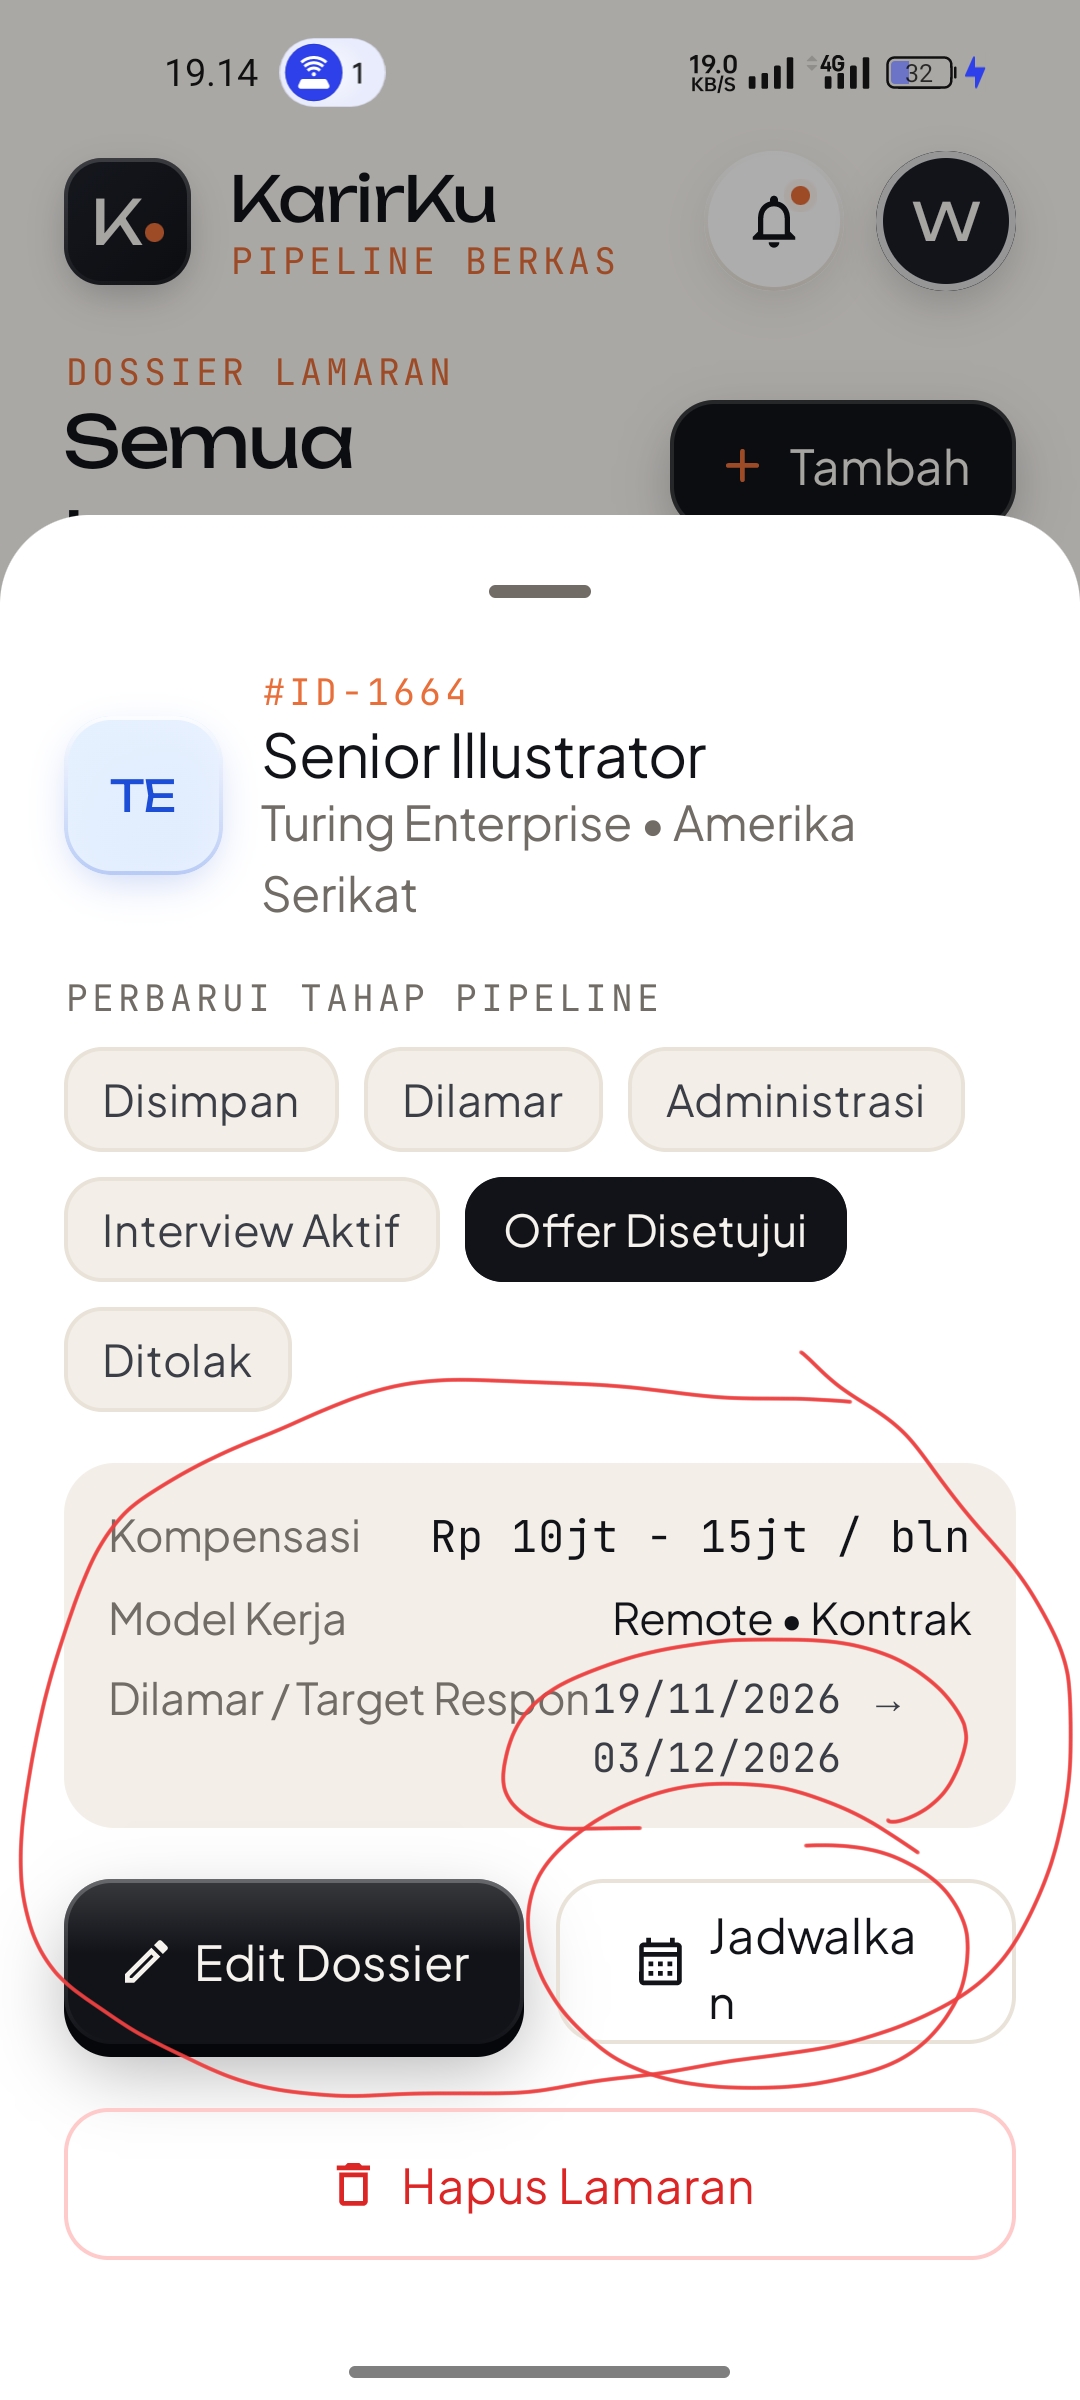 19.14
1
19.0
KB/S
4G
32
K.
KarirKu
PIPELINE BERKAS
W
DOSSIER LAMARAN
Semua
+ Tambah
#ID-1664
TE
Senior Illustrator
Turing Enterprise • Amerika
Serikat
PERBARUI TAHAP PIPELINE
Disimpan
Dilamar
Administrasi
Interview Aktif
Offer Disetujui
Ditolak
Kompensasi
Rp 10jt - 15jt / bln
Model Kerja
Remote • Kontrak
Dilamar / Target Respon
19/11/2026 →
03/12/2026
Edit Dossier
Jadwalka
n
Hapus Lamaran